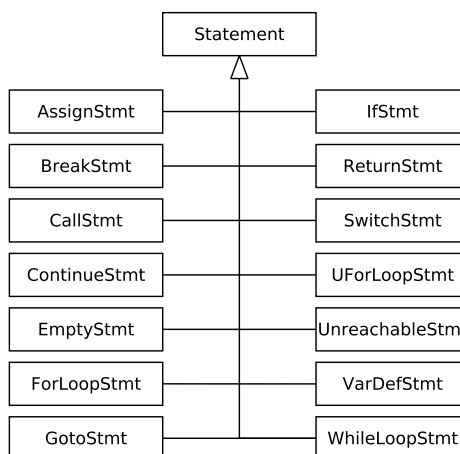 Statement
AssignStmt
IfStmt
BreakStmt
ReturnStmt
CallStmt
SwitchStmt
ContinueStmt
UForLoopStmt
EmptyStmt
UnreachableStm
ForLoopStmt
VarDefStmt
GotoStmt
WhileLoopStmt